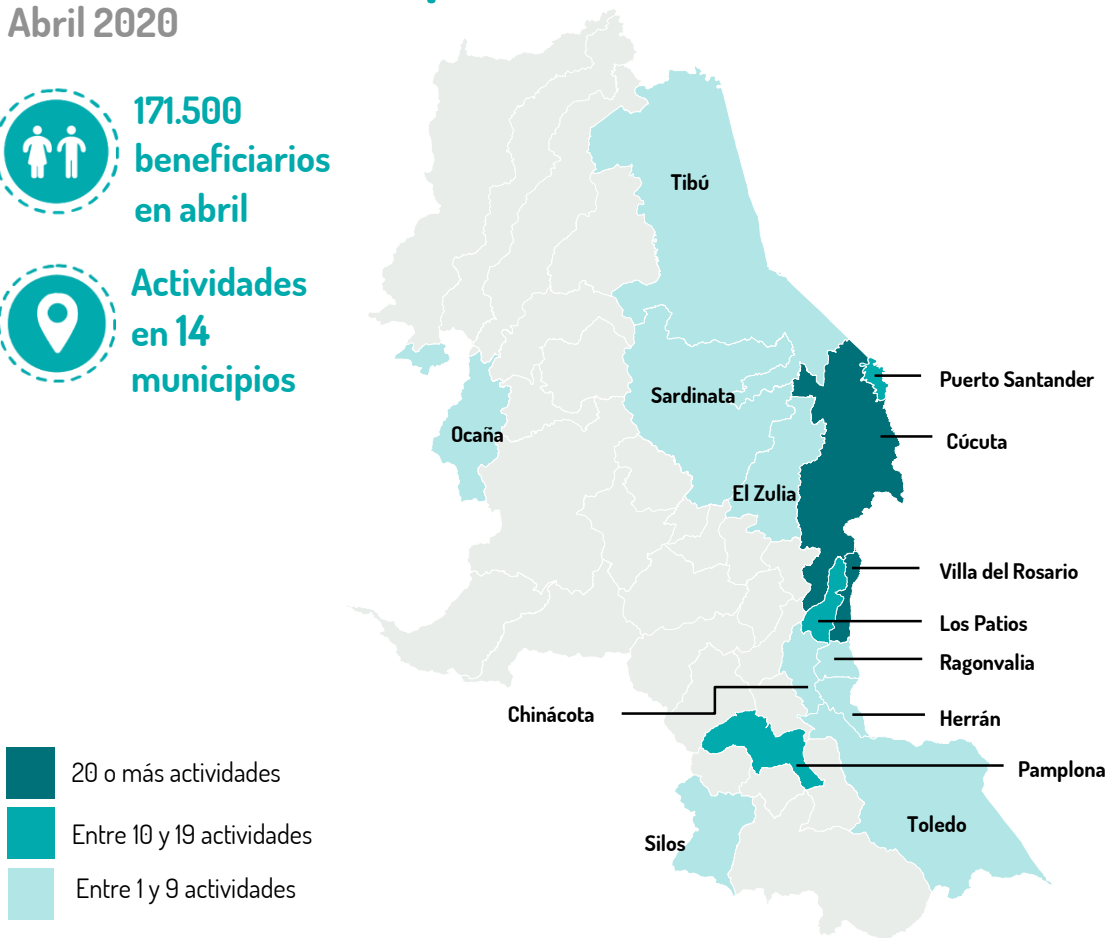 Abril 2020
171.500
beneficiarios
en abril
Actividades
en 14
municipios
Tibú
Sardinata
Ocaña
El Zulia
Puerto Santander
Cúcuta
Villa del Rosario
Los Patios
Ragonvalia
Chinácota
Herrán
Pamplona
Toledo
Silos
20 o más actividades
Entre 10 y 19 actividades
Entre 1 y 9 actividades